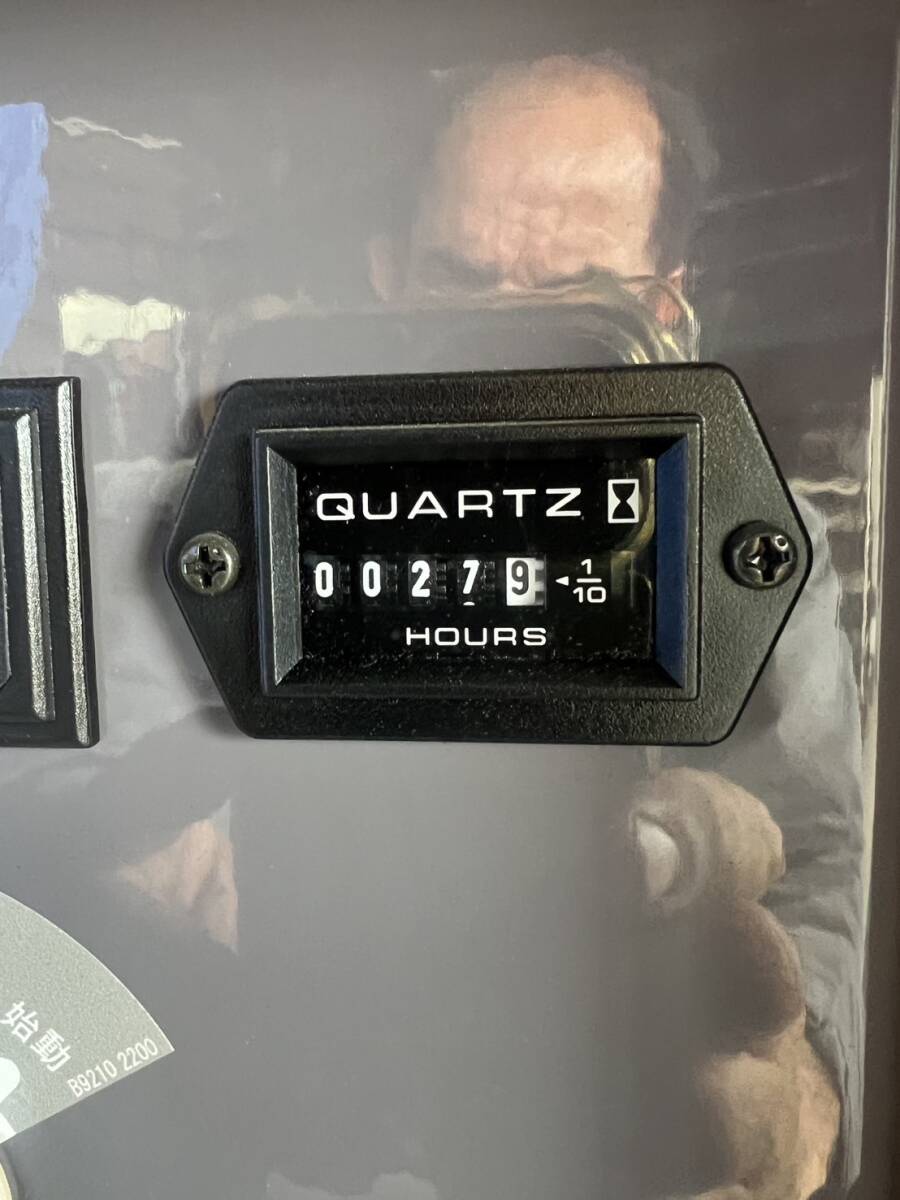 QUARTZ
0 0 2 7 9 ◄ 1/10
HOURS
始動
B9210 2200